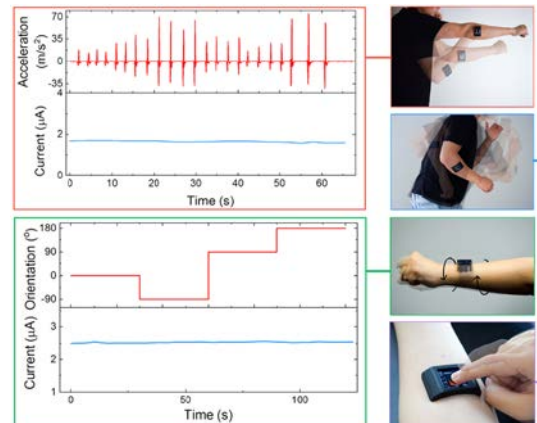 Acceleration
(m/s²)
70
35
0
-35
Current (μA)
4
2
0
0 10 20 30 40 50 60
Time (s)
Orientation (°)
180
90
0
-90
Current (μA)
3
2
1
0 50 100
Time (s)